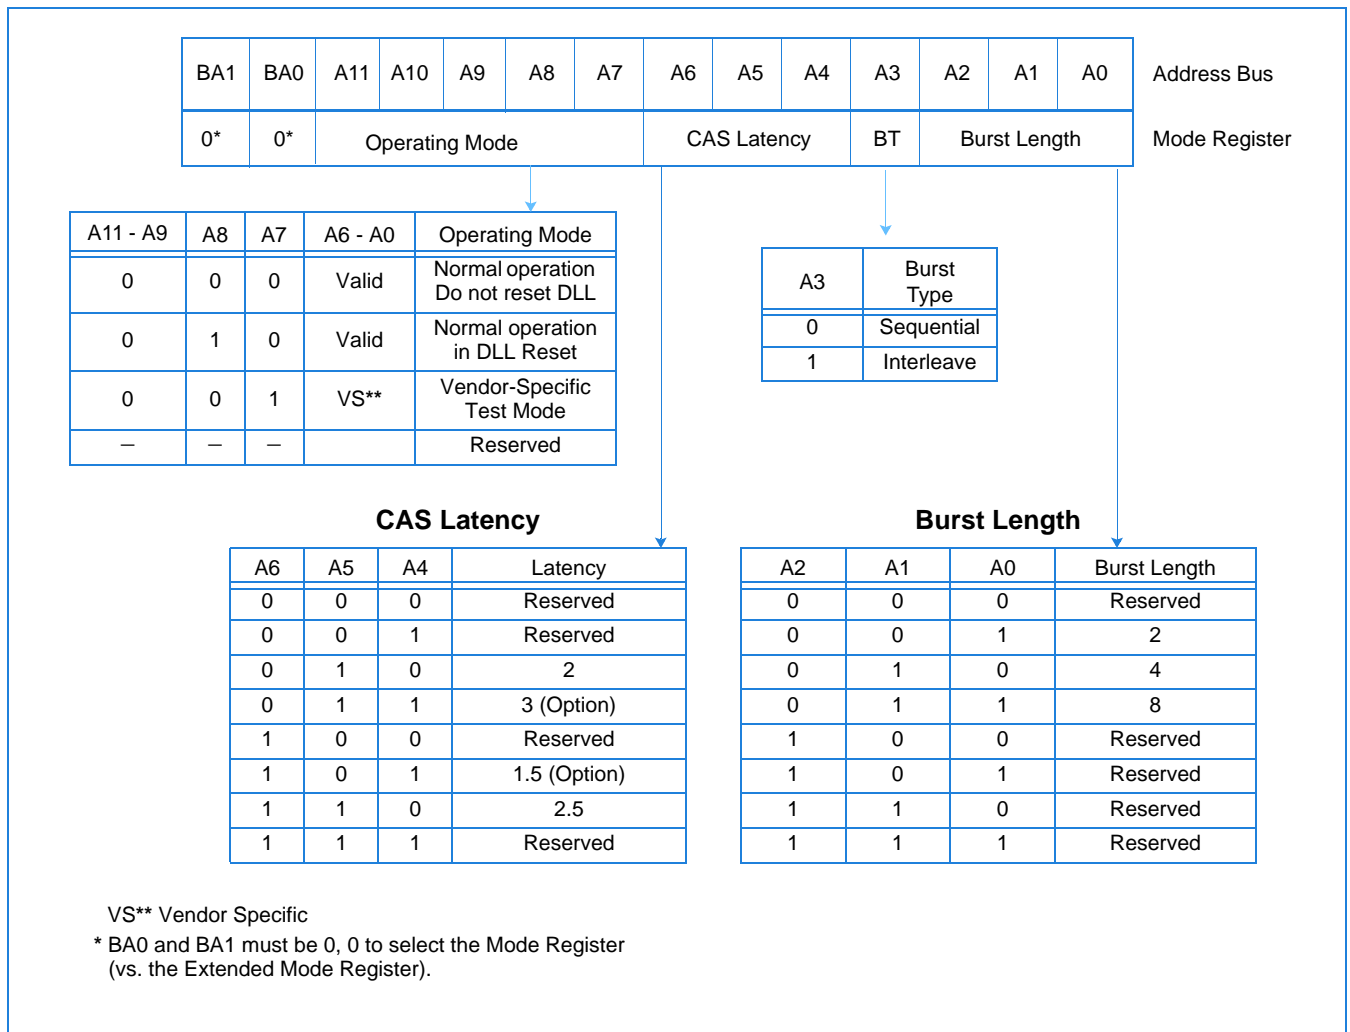 BA1 BA0 A11 A10 A9 A8 A7 A6 A5 A4 A3 A2 A1 A0 Address Bus
0* 0* Operating Mode CAS Latency BT Burst Length Mode Register
A11 - A9 A8 A7 A6 - A0 Operating Mode
0 0 0 Valid Normal operation
Do not reset DLL
0 1 0 Valid Normal operation
in DLL Reset
0 0 1 VS** Vendor-Specific
Test Mode
– – – Reserved
A3 Burst
Type
0 Sequential
1 Interleave
CAS Latency
A6 A5 A4 Latency
0 0 0 Reserved
0 0 1 Reserved
0 1 0 2
0 1 1 3 (Option)
1 0 0 Reserved
1 0 1 1.5 (Option)
1 1 0 2.5
1 1 1 Reserved
Burst Length
A2 A1 A0 Burst Length
0 0 0 Reserved
0 0 1 2
0 1 0 4
0 1 1 8
1 0 0 Reserved
1 0 1 Reserved
1 1 0 Reserved
1 1 1 Reserved
VS** Vendor Specific
* BA0 and BA1 must be 0, 0 to select the Mode Register
(vs. the Extended Mode Register).